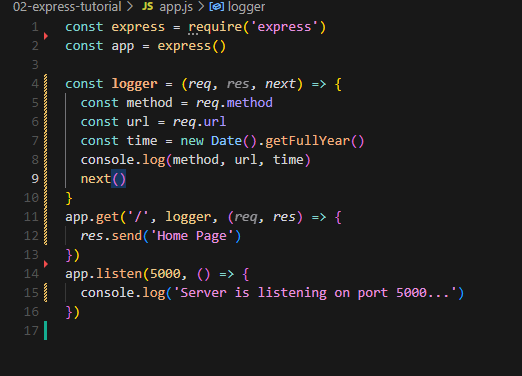 02-express-tutorial > JS app.js > logger
1 const express = require('express')
2 const app = express()
3
4 const logger = (req, res, next) => {
5 const method = req.method
6 const url = req.url
7 const time = new Date().getFullYear()
8 console.log(method, url, time)
9 next()
10 }
11 app.get('/', logger, (req, res) => {
12 res.send('Home Page')
13 })
14 app.listen(5000, () => {
15 console.log('Server is listening on port 5000...')
16 })
17